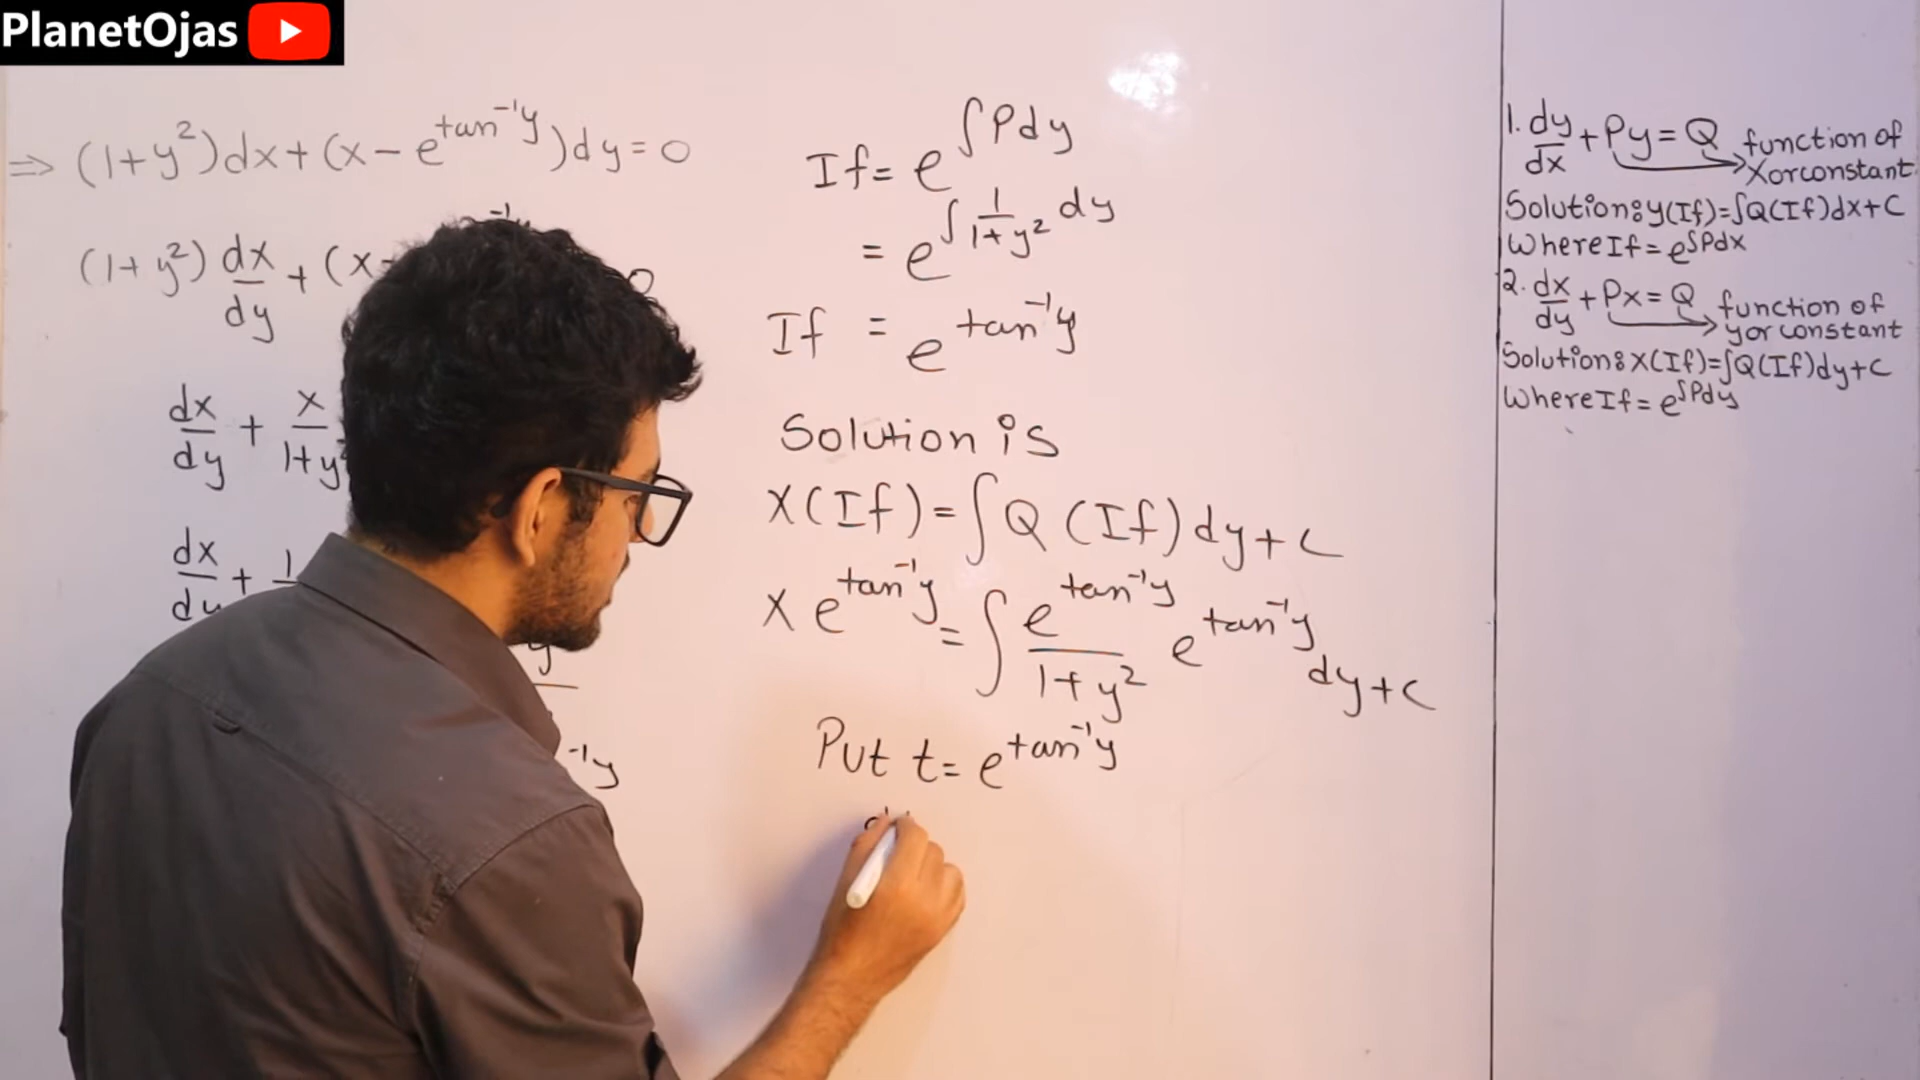 PlanetOjas
⇒ (1+y²)dx+(x−e^{tan⁻¹y})dy=0
(1+y²) dx/dy + (x- 0
dx/dy + x/1+y²
dx/dy + 1
y
⁻¹y
If = e^{∫Pdy}
= e^{∫ 1/1+y² dy}
If = e^{tan⁻¹y}
Solution is
X(If)=∫Q(If)dy+c
x e^{tan⁻¹y} = ∫ e^{tan⁻¹y}/1+y² e^{tan⁻¹y} dy+c
Put t= e^{tan⁻¹y}
1. dy/dx + Py = Q function of
x or constant
Solution: y(If)=∫Q(If)dx+c
Where If = e^{∫Pdx}
2. dx/dy + Px = Q function of
y or constant
Solution: x(If)=∫Q(If)dy+c
Where If = e^{∫Pdy}